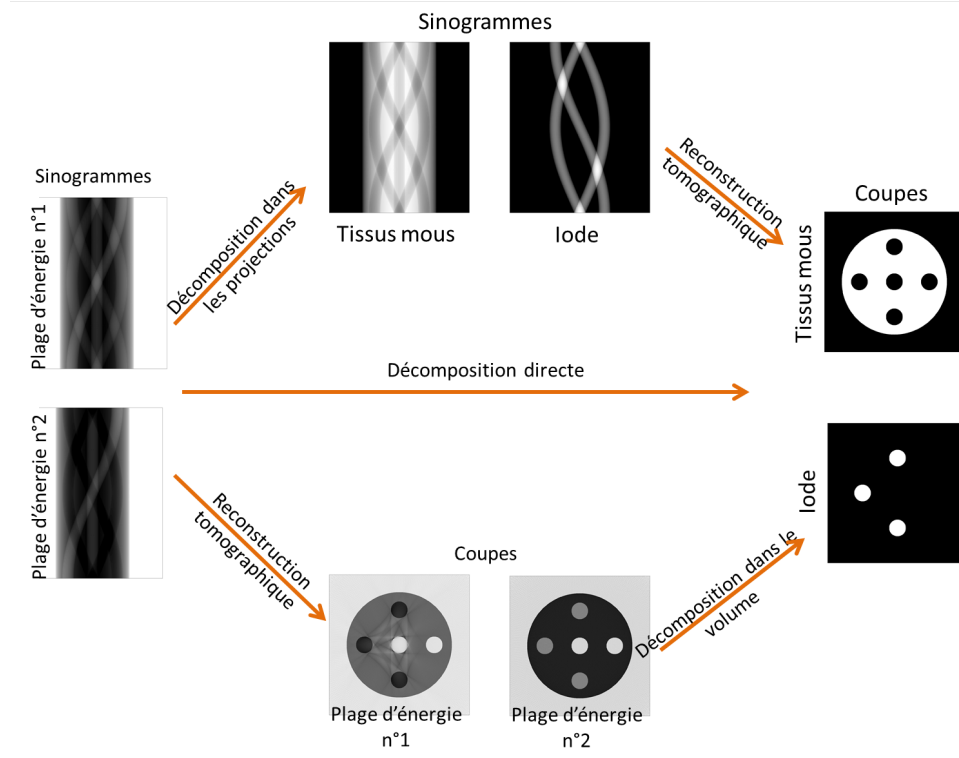 Sinogrammes
Tissus mous
Iode
Sinogrammes
Plage d'énergie n°1
Plage d'énergie n°2
Décomposition dans
les projections
Reconstruction
tomographique
Coupes
Tissus mous
Iode
Décomposition directe
Reconstruction
tomographique
Coupes
Plage d'énergie
n°1
Plage d'énergie
n°2
Décomposition dans le
volume